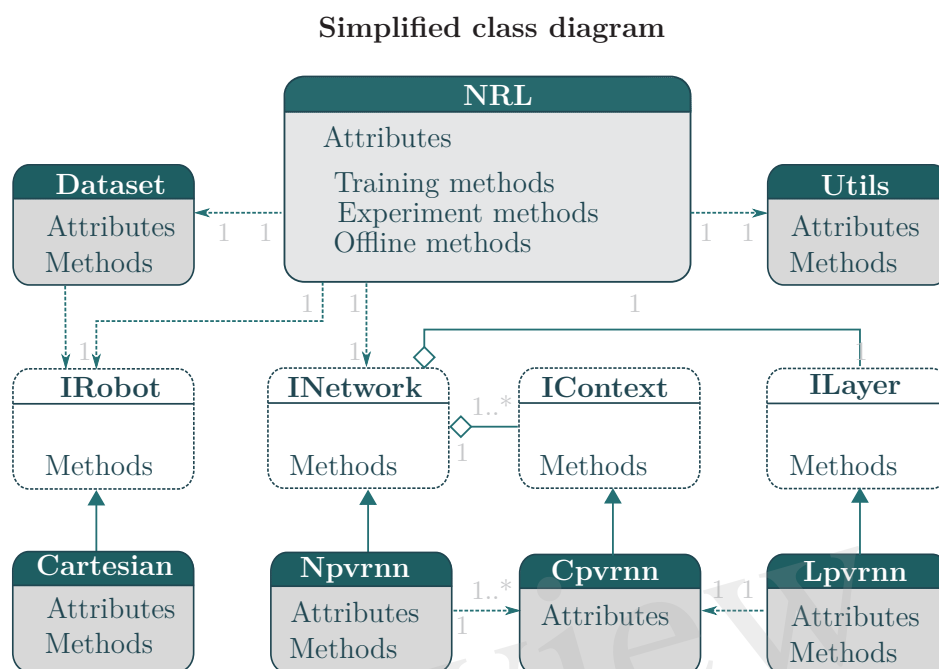 Simplified class diagram
NRL
Attributes
Training methods
Experiment methods
Offline methods
Dataset
Attributes
Methods
Utils
Attributes
Methods
1 1
1 1
1
1
1
1
1
1
IRobot
Methods
INetwork
Methods
1..*
1
IContext
Methods
ILayer
Methods
Cartesian
Attributes
Methods
Npvrnn
Attributes
Methods
1..*
1
Cpvrnn
Attributes
1 1
Lpvrnn
Attributes
Methods
view